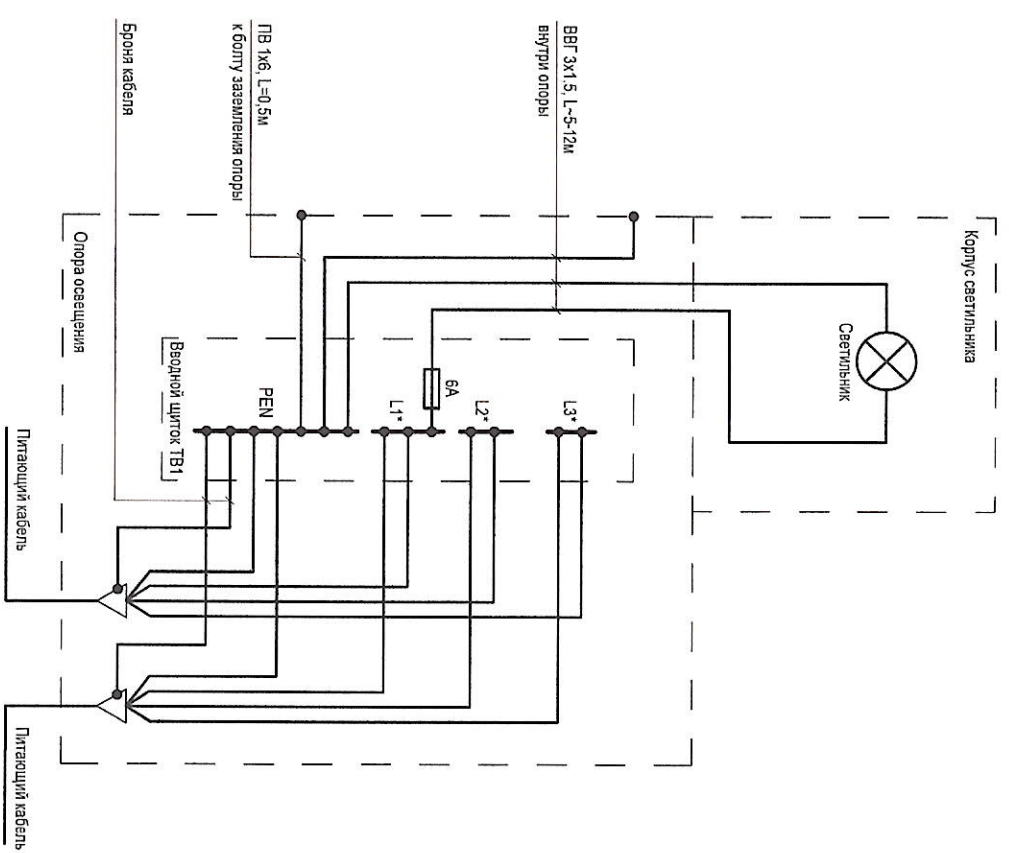 Корпус светильника
Светильник
ВВГ 3х1.5, L~5-12м
внутри опоры
L3*
L2*
6А
L1*
ПВ 1х6, L=0,5м
к болту заземления опоры
PEN
Вводной щиток ТВ1
Броня кабеля
Опора освещения
Питающий кабель
Питающий кабель